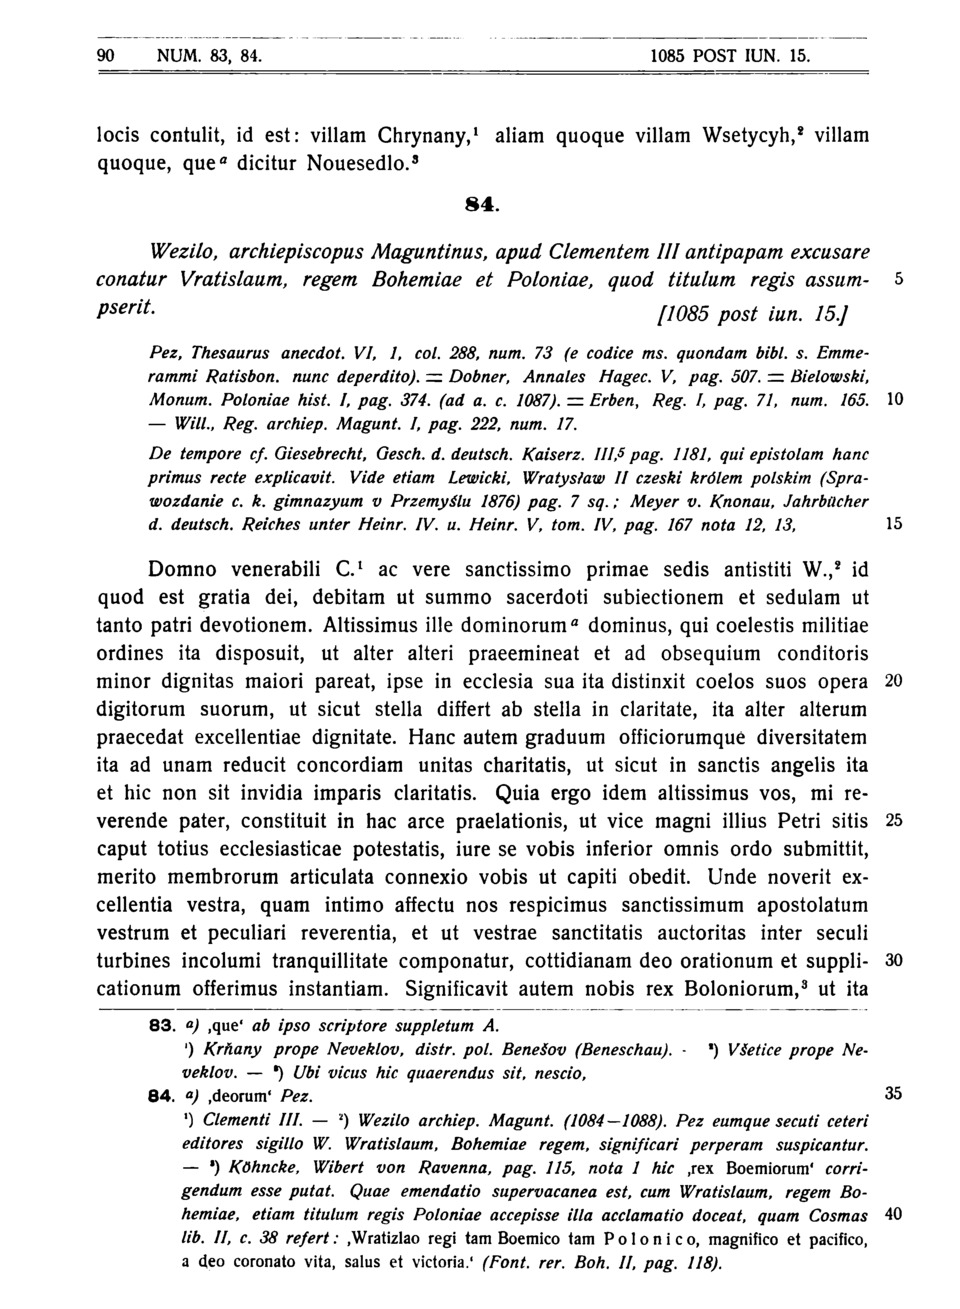 90 NUM. 83, 84. 1085 POST IUN. 15.
locis contulit, id est: villam Chrynany,¹ aliam quoque villam Wsetycyh,² villam
quoque, que ᵃ dicitur Nouesedlo.³
84.
Wezilo, archiepiscopus Maguntinus, apud Clementem III antipapam excusare
conatur Vratislaum, regem Bohemiae et Poloniae, quod titulum regis assum- 5
pserit. [1085 post iun. 15.]
Pez, Thesaurus anecdot. VI, 1, col. 288, num. 73 (e codice ms. quondam bibl. s. Emme-
rammi Ratisbon. nunc deperdito). = Dobner, Annales Hagec. V, pag. 507. = Bielowski,
Monum. Poloniae hist. I, pag. 374. (ad a. c. 1087). = Erben, Reg. I, pag. 71, num. 165. 10
— Will., Reg. archiep. Magunt. I, pag. 222, num. 17.
De tempore cf. Giesebrecht, Gesch. d. deutsch. Kaiserz. III,⁵ pag. 1181, qui epistolam hanc
primus recte explicavit. Vide etiam Lewicki, Wratysław II czeski królem polskim (Spra-
wozdanie c. k. gimnazyum v Przemyślu 1876) pag. 7 sq.; Meyer v. Knonau, Jahrbücher
d. deutsch. Reiches unter Heinr. IV. u. Heinr. V, tom. IV, pag. 167 nota 12, 13, 15
Domno venerabili C.¹ ac vere sanctissimo primae sedis antistiti W.,² id
quod est gratia dei, debitam ut summo sacerdoti subiectionem et sedulam ut
tanto patri devotionem. Altissimus ille dominorum ᵃ dominus, qui coelestis militiae
ordines ita disposuit, ut alter alteri praeemineat et ad obsequium conditoris
minor dignitas maiori pareat, ipse in ecclesia sua ita distinxit coelos suos opera 20
digitorum suorum, ut sicut stella differt ab stella in claritate, ita alter alterum
praecedat excellentiae dignitate. Hanc autem graduum officiorumque diversitatem
ita ad unam reducit concordiam unitas charitatis, ut sicut in sanctis angelis ita
et hic non sit invidia imparis claritatis. Quia ergo idem altissimus vos, mi re-
verende pater, constituit in hac arce praelationis, ut vice magni illius Petri sitis 25
caput totius ecclesiasticae potestatis, iure se vobis inferior omnis ordo submittit,
merito membrorum articulata connexio vobis ut capiti obedit. Unde noverit ex-
cellentia vestra, quam intimo affectu nos respicimus sanctissimum apostolatum
vestrum et peculiari reverentia, et ut vestrae sanctitatis auctoritas inter seculi
turbines incolumi tranquillitate componatur, cottidianam deo orationum et suppli- 30
cationum offerimus instantiam. Significavit autem nobis rex Boloniorum,³ ut ita
83. ᵃ) ‚que‘ ab ipso scriptore suppletum A.
¹) Krňany prope Neveklov, distr. pol. Benešov (Beneschau). - ²) Všetice prope Ne-
veklov. — ³) Ubi vicus hic quaerendus sit, nescio,
84. ᵃ) ‚deorum‘ Pez. 35
¹) Clementi III. — ²) Wezilo archiep. Magunt. (1084—1088). Pez eumque secuti ceteri
editores sigillo W. Wratislaum, Bohemiae regem, significari perperam suspicantur.
— ³) Köhncke, Wibert von Ravenna, pag. 115, nota 1 hic ‚rex Boemiorum‘ corri-
gendum esse putat. Quae emendatio supervacanea est, cum Wratislaum, regem Bo-
hemiae, etiam titulum regis Poloniae accepisse illa acclamatio doceat, quam Cosmas 40
lib. II, c. 38 refert: ‚Wratizlao regi tam Boemico tam Polonico, magnifico et pacifico,
a deo coronato vita, salus et victoria.‘ (Font. rer. Boh. II, pag. 118).